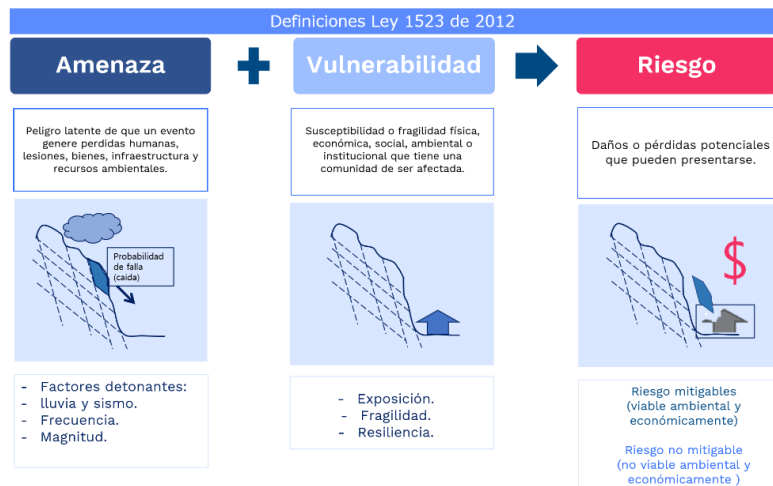 Definiciones Ley 1523 de 2012
Amenaza
Vulnerabilidad
Riesgo
Peligro latente de que un evento
genere perdidas humanas,
lesiones, bienes, infraestructura y
recursos ambientales.
Susceptibilidad o fragilidad física,
económica, social, ambiental o
institucional que tiene una
comunidad de ser afectada.
Daños o pérdidas potenciales
que pueden presentarse.
Probabilidad
de falla
(caída)
$
- Factores detonantes:
- lluvia y sismo.
- Frecuencia.
- Magnitud.
- Exposición.
- Fragilidad.
- Resiliencia.
Riesgo mitigables
(viable ambiental y
económicamente)
Riesgo no mitigable
(no viable ambiental y
económicamente )